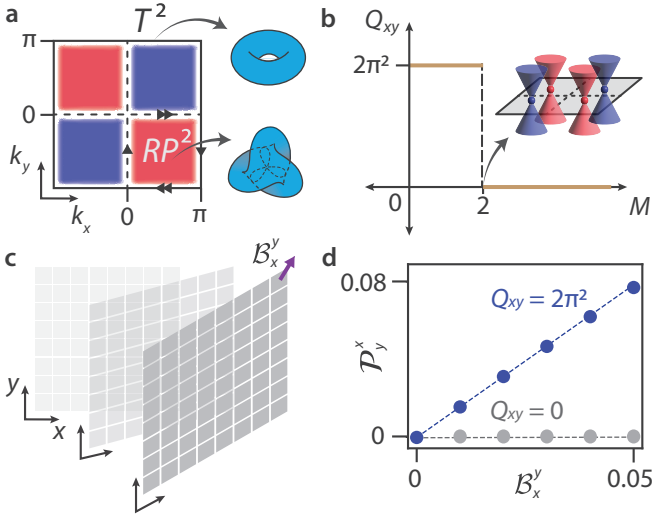 a
T²
π
0
k_y
RP²
0
π
k_x
b
Q_xy
2π²
0
2
M
c
𝓑_x^y
y
x
d
0.08
𝒫_y^x
0
Q_xy = 2π²
Q_xy = 0
0
𝓑_x^y
0.05